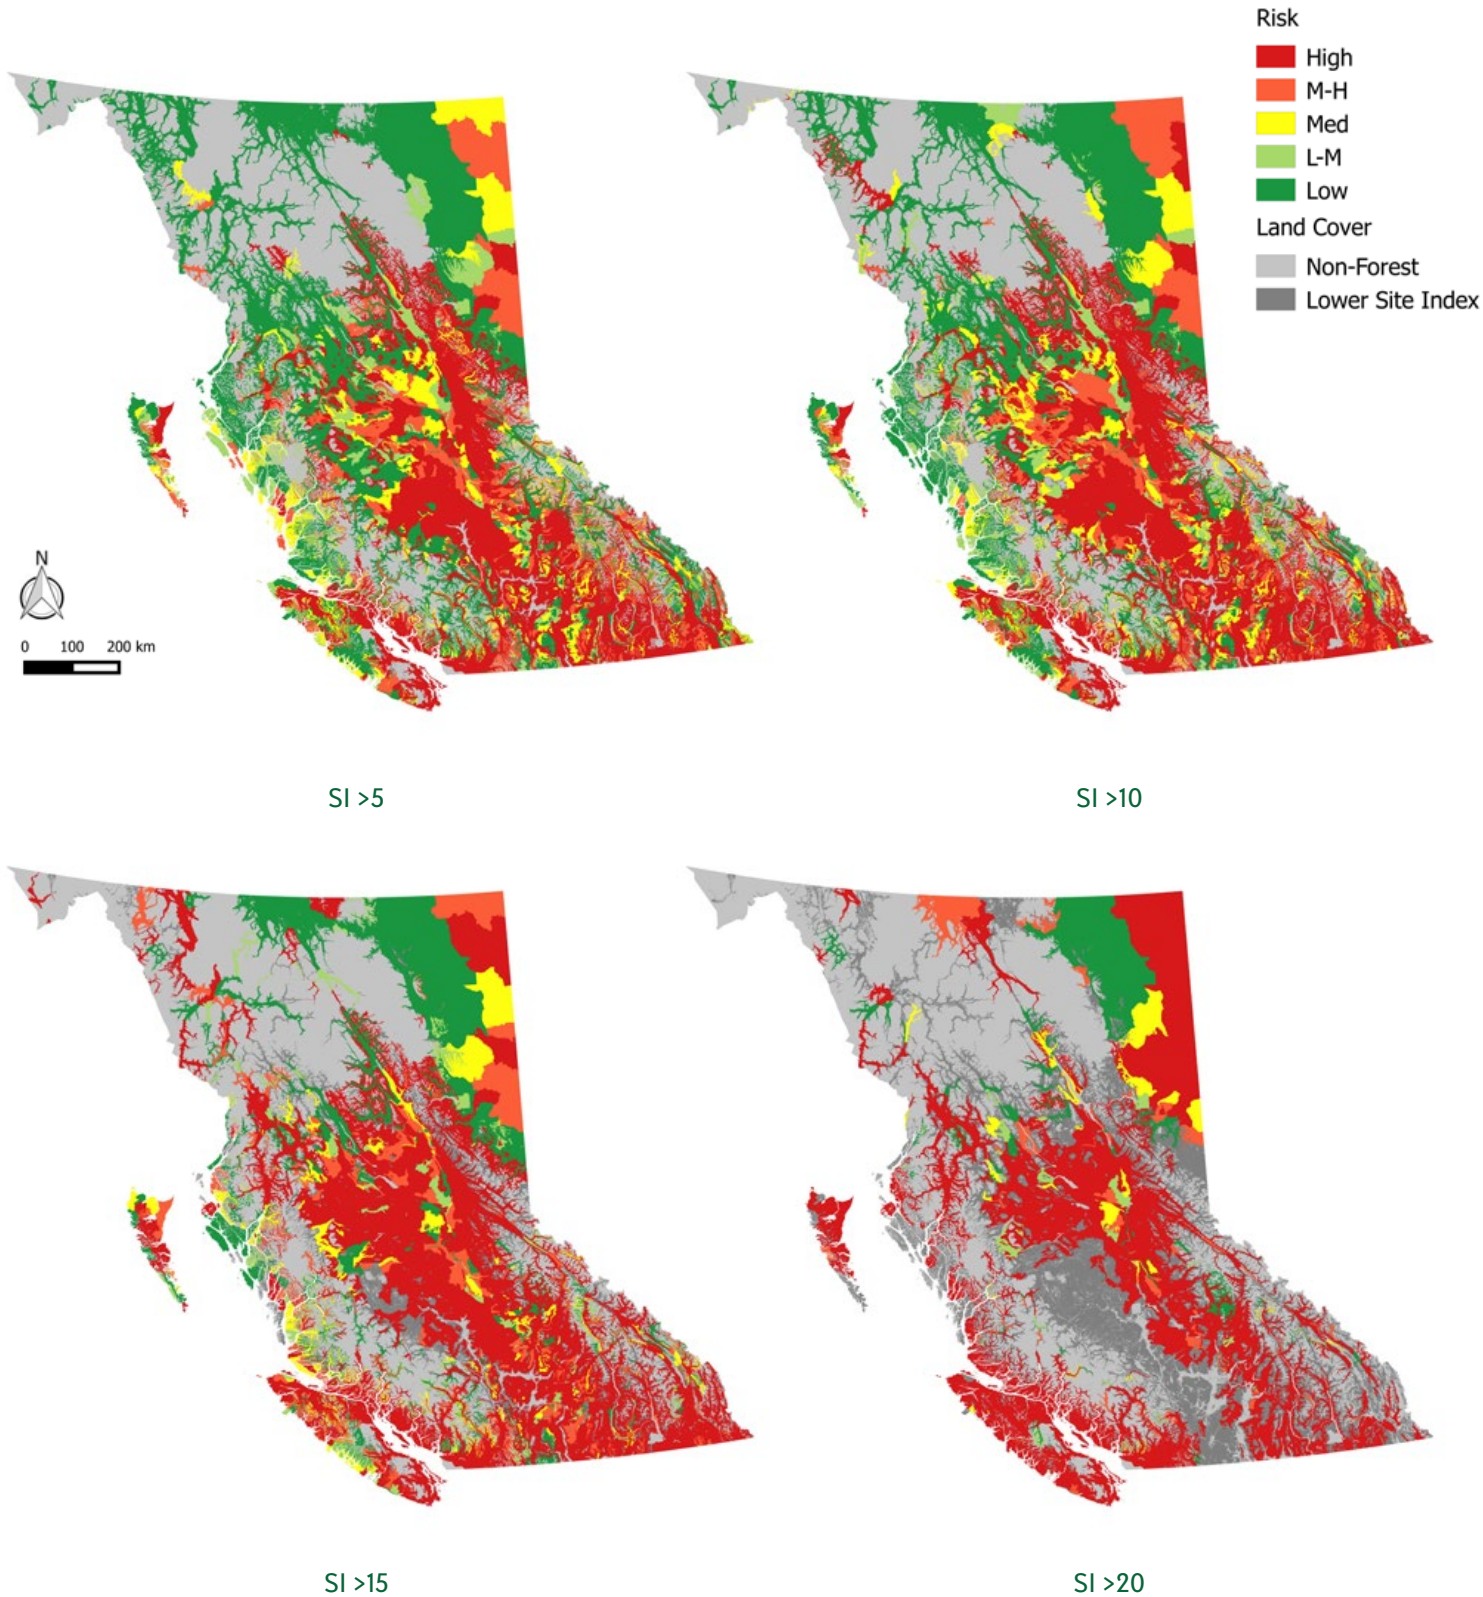 Risk
High
M-H
Med
L-M
Low
Land Cover
Non-Forest
Lower Site Index
N
0 100 200 km
SI >5
SI >10
SI >15
SI >20